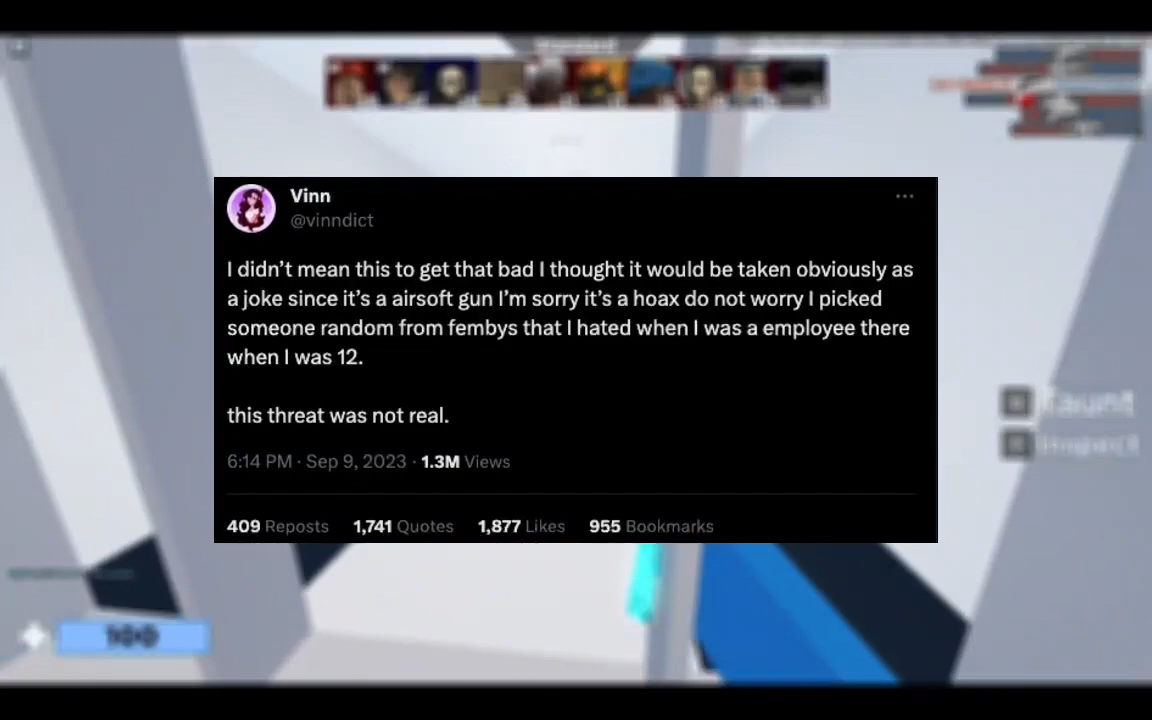 Vinn
@vinndict
I didn't mean this to get that bad I thought it would be taken obviously as
a joke since it's a airsoft gun I'm sorry it's a hoax do not worry I picked
someone random from fembys that I hated when I was a employee there
when I was 12.
this threat was not real.
6:14 PM · Sep 9, 2023 · 1.3M Views
409 Reposts 1,741 Quotes 1,877 Likes 955 Bookmarks
Taunt
Inspect
100